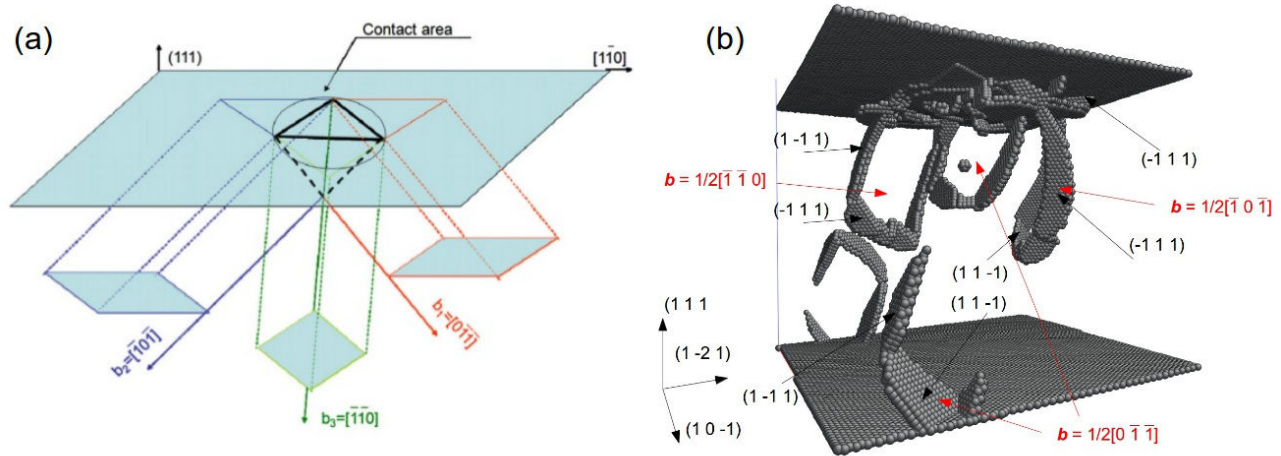 (a)
Contact area
(111)
[11̄0]
b₁=[01̄1̄]
b₂=[1̄01̄]
b₃=[1̄1̄0]
(b)
(1 -1 1)
(-1 1 1)
b = 1/2[1̄ 1̄ 0]
b = 1/2[1̄ 0 1̄]
(-1 1 1)
(-1 1 1)
(1 1 -1)
(1 1 1)
(1 1 -1)
(1 -2 1)
(1 -1 1)
(1 0 -1)
b = 1/2[0 1̄ 1̄]